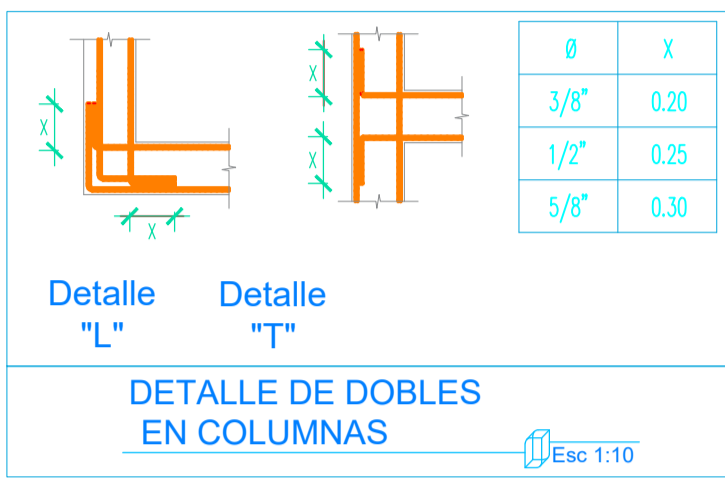 X
X
X
X
Ø X
3/8" 0.20
1/2" 0.25
5/8" 0.30
Detalle
"L"
Detalle
"T"
DETALLE DE DOBLES
EN COLUMNAS
Esc 1:10